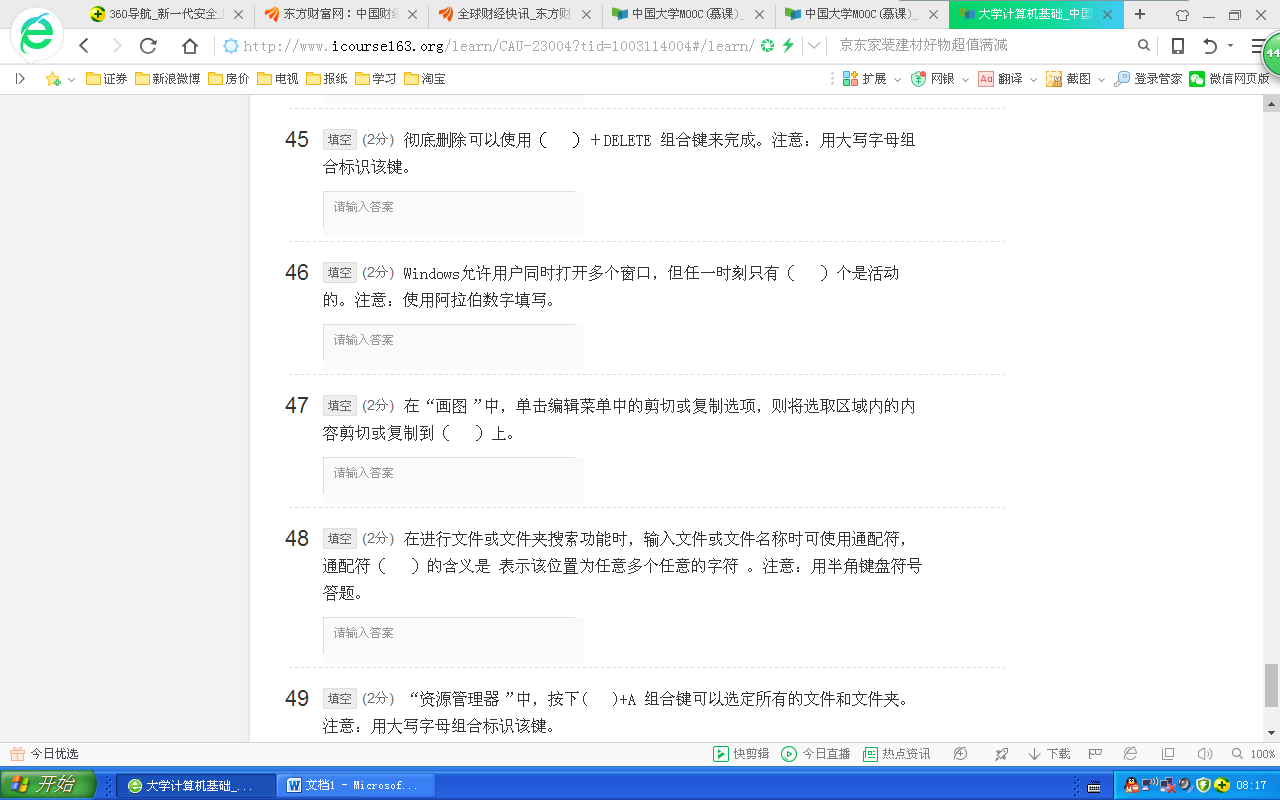 360导航_新一代安全上
东方财富网：中国财经
全球财经快讯_东方财
中国大学MOOC(慕课)_
中国大学MOOC(慕课)_
大学计算机基础_中国
http://www.icourse163.org/learn/CAU-23004?tid=1003114004#/learn/
京东家装建材好物超值满减
44
证券 新浪微博 房价 电视 报纸 学习 淘宝
扩展 网银 Aa 翻译 截图 登录管家 微信网页版
45 填空 (2分) 彻底删除可以使用（ ）＋DELETE 组合键来完成。注意：用大写字母组
合标识该键。
请输入答案
46 填空 (2分) Windows允许用户同时打开多个窗口，但任一时刻只有（ ）个是活动
的。注意：使用阿拉伯数字填写。
请输入答案
47 填空 (2分) 在“画图 ”中，单击编辑菜单中的剪切或复制选项，则将选取区域内的内
容剪切或复制到（ ）上。
请输入答案
48 填空 (2分) 在进行文件或文件夹搜索功能时，输入文件或文件名称时可使用通配符，
通配符（ ）的含义是 表示该位置为任意多个任意的字符 。注意：用半角键盘符号
答题。
请输入答案
49 填空 (2分) “资源管理器 ”中，按下( )+A 组合键可以选定所有的文件和文件夹。
注意：用大写字母组合标识该键。
今日优选 快剪辑 今日直播 热点资讯 下载 100%
开始 大学计算机基础_... 文档1 - Microsof... 08:17